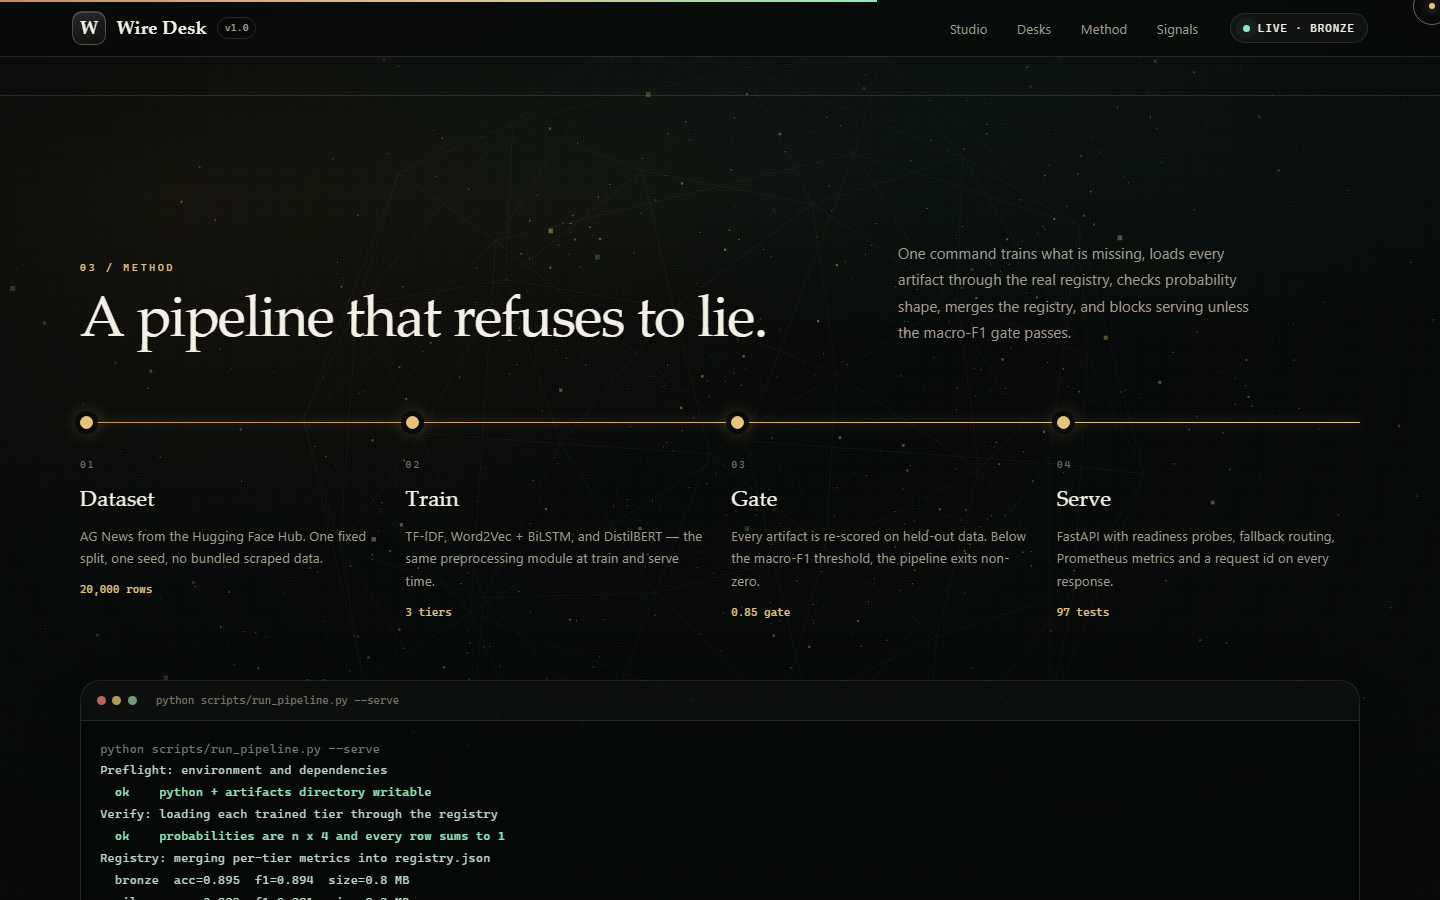 W Wire Desk v1.0 Studio Desks Method Signals LIVE · BRONZE
03 / METHOD
A pipeline that refuses to lie.
One command trains what is missing, loads every
artifact through the real registry, checks probability
shape, merges the registry, and blocks serving unless
the macro-F1 gate passes.
01
Dataset
AG News from the Hugging Face Hub. One fixed
split, one seed, no bundled scraped data.
20,000 rows
02
Train
TF-IDF, Word2Vec + BiLSTM, and DistilBERT — the
same preprocessing module at train and serve
time.
3 tiers
03
Gate
Every artifact is re-scored on held-out data. Below
the macro-F1 threshold, the pipeline exits non-
zero.
0.85 gate
04
Serve
FastAPI with readiness probes, fallback routing,
Prometheus metrics and a request id on every
response.
97 tests
python scripts/run_pipeline.py --serve
python scripts/run_pipeline.py --serve
Preflight: environment and dependencies
ok python + artifacts directory writable
Verify: loading each trained tier through the registry
ok probabilities are n x 4 and every row sums to 1
Registry: merging per-tier metrics into registry.json
bronze acc=0.895 f1=0.894 size=0.8 MB